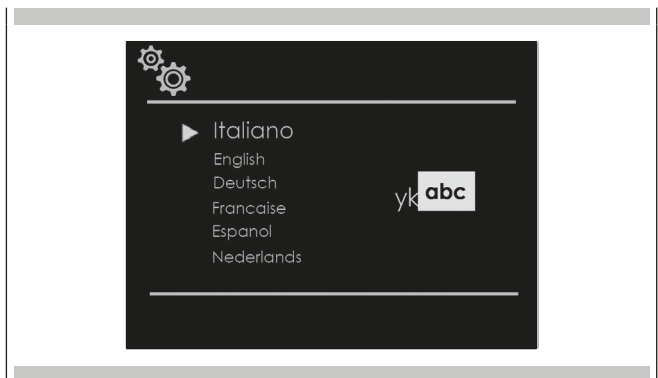 Italiano
English
Deutsch
Francaise
Espanol
Nederlands
yk abc